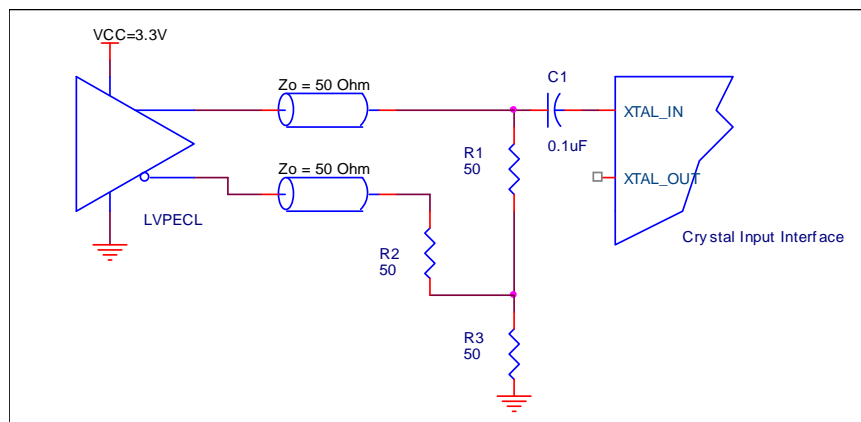 VCC=3.3V
Zo = 50 Ohm
C1
0.1uF
XTAL_IN
R1
50
Zo = 50 Ohm
XTAL_OUT
LVPECL
Crystal Input Interface
R2
50
R3
50